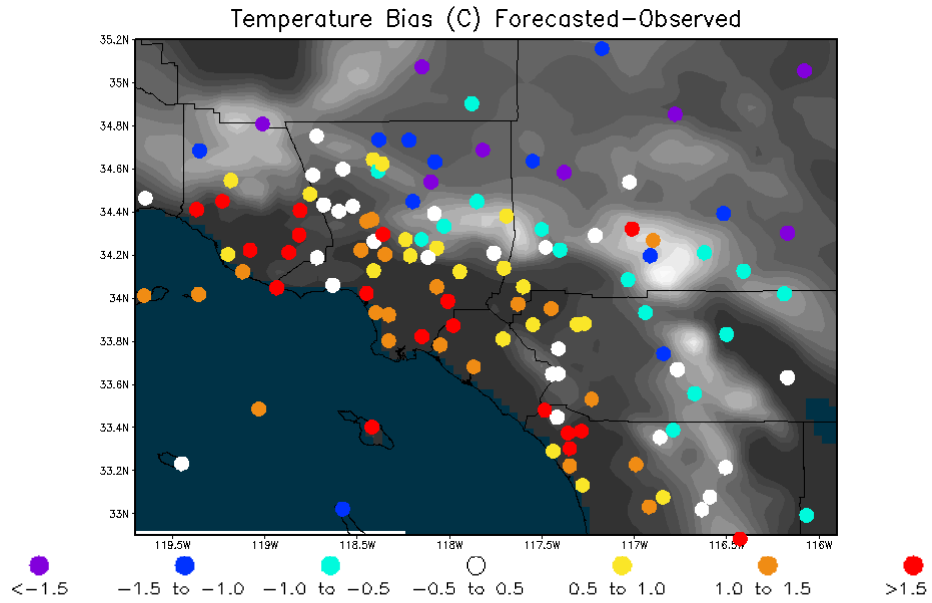 Temperature Bias (C) Forecasted-Observed
35.2N
35N
34.8N
34.6N
34.4N
34.2N
34N
33.8N
33.6N
33.4N
33.2N
33N
119.5W 119W 118.5W 118W 117.5W 117W 116.5W 116W
<-1.5 -1.5 to -1.0 -1.0 to -0.5 -0.5 to 0.5 0.5 to 1.0 1.0 to 1.5 >1.5